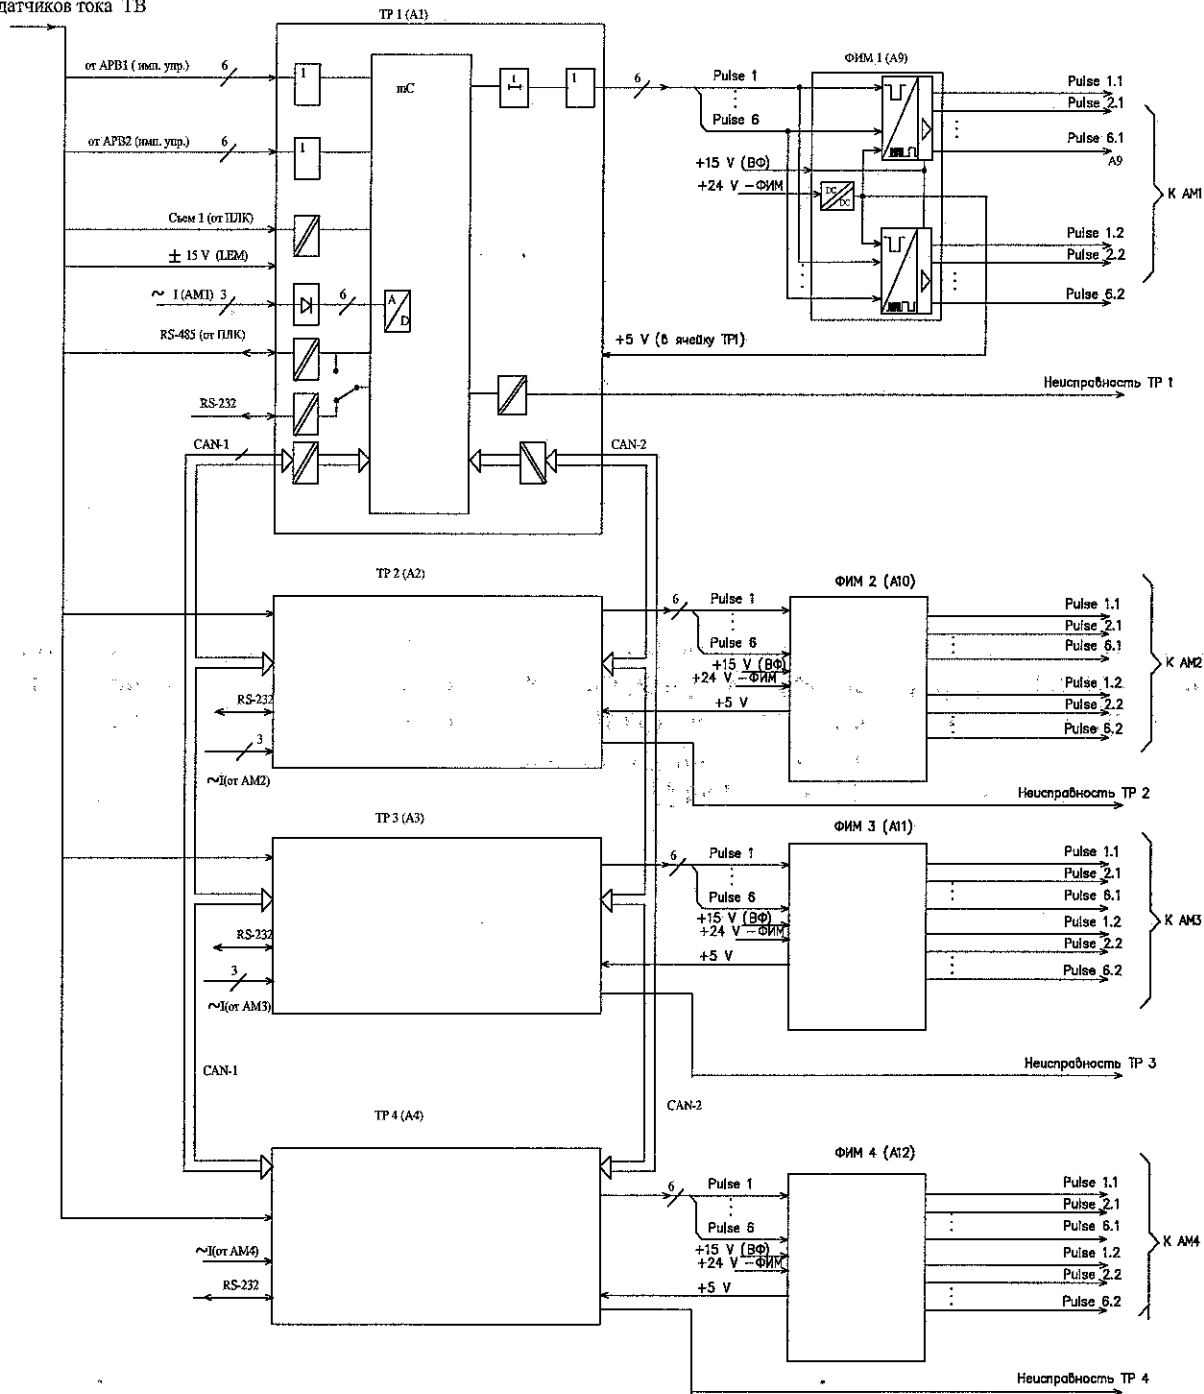 датчиков тока ТВ
ТР 1 (А1)
от АРВ1 ( имп. упр.)
6
1
mC
1
6
Pulse 1
Pulse 6
ФИМ 1 (А9)
Pulse 1.1
Pulse 2.1
Pulse 6.1
А9
К АМ1
от АРВ2 (имп. упр.)
6
1
+15 V (ВФ)
+24 V −ФИМ
DC
DC
Съем 1 (от ПЛК)
± 15 V (LEM)
Pulse 1.2
Pulse 2.2
Pulse 6.2
~ I (АМ1)
3
6
A
D
RS-485 (от ПЛК)
+5 V (в ячейку ТР1)
Неисправность ТР 1
RS-232
CAN-1
CAN-2
ТР 2 (А2)
6
Pulse 1
Pulse 6
+15 V (ВФ)
+24 V −ФИМ
+5 V
ФИМ 2 (А10)
Pulse 1.1
Pulse 2.1
Pulse 6.1
Pulse 1.2
Pulse 2.2
Pulse 6.2
К АМ2
RS-232
3
~I(от АМ2)
Неисправность ТР 2
ТР 3 (А3)
6
Pulse 1
Pulse 6
+15 V (ВФ)
+24 V −ФИМ
+5 V
ФИМ 3 (А11)
Pulse 1.1
Pulse 2.1
Pulse 6.1
Pulse 1.2
Pulse 2.2
Pulse 6.2
К АМ3
RS-232
3
~I(от АМ3)
Неисправность ТР 3
CAN-1
CAN-2
ТР 4 (А4)
6
Pulse 1
Pulse 6
+15 V (ВФ)
+24 V −ФИМ
+5 V
ФИМ 4 (А12)
Pulse 1.1
Pulse 2.1
Pulse 6.1
Pulse 1.2
Pulse 2.2
Pulse 6.2
К АМ4
~I(от АМ4)
RS-232
Неисправность ТР 4